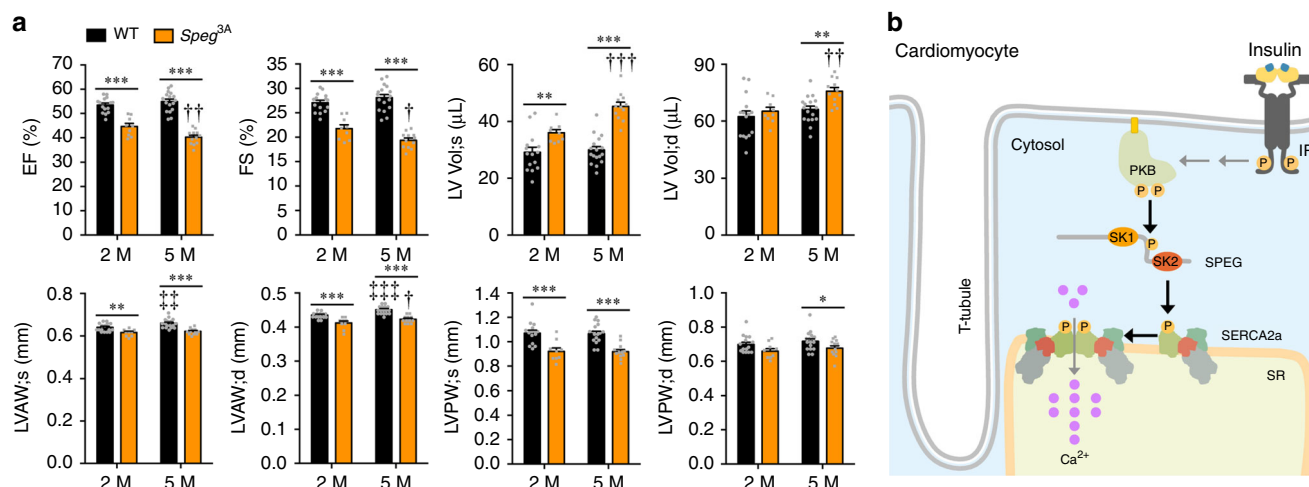 a
WT Speg3A
EF (%)
70
60
50
40
30
20
10
0
***
***
††
2 M 5 M
FS (%)
35
30
25
20
15
10
5
0
***
***
†
2 M 5 M
LV Vol;s (µL)
60
40
20
0
**
***
†††
2 M 5 M
LV Vol;d (µL)
90
60
30
0
**
††
2 M 5 M
LVAW;s (mm)
0.8
0.6
0.4
0.2
0.0
**
***
‡‡
2 M 5 M
LVAW;d (mm)
0.5
0.4
0.3
0.2
0.1
0.0
***
***
‡‡‡ †
2 M 5 M
LVPW;s (mm)
1.4
1.2
1.0
0.8
0.6
0.4
0.2
0.0
***
***
2 M 5 M
LVPW;d (mm)
1.0
0.8
0.6
0.4
0.2
0.0
*
2 M 5 M
b
Cardiomyocyte
Insulin
Cytosol
IR
PKB
P P
P P
SK1
P
SK2
SPEG
T-tubule
P P
P
SERCA2a
SR
Ca2+